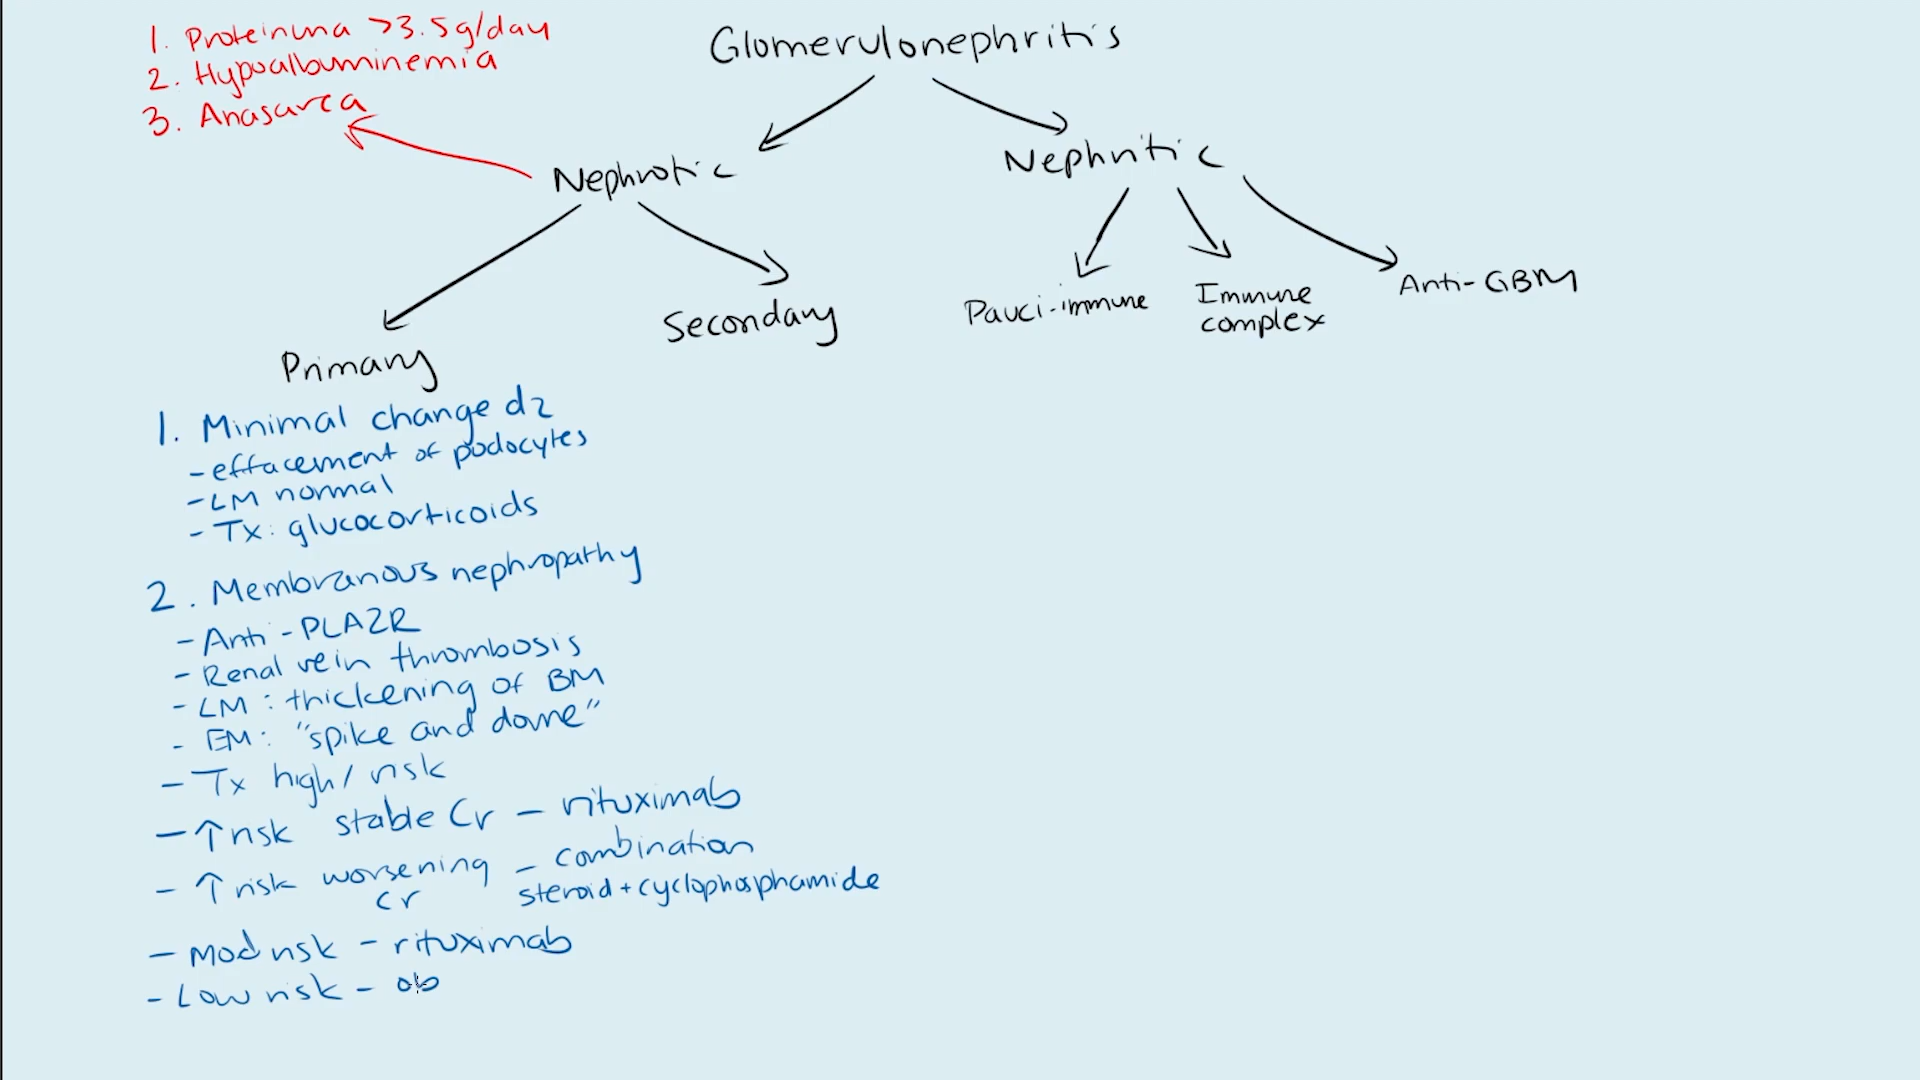 1. Proteinuria >3.5g/day
2. Hypoalbuminemia
3. Anasarca
Glomerulonephritis
Nephrotic
Nephritic
Primary
Secondary
Pauci-immune
Immune
complex
Anti-GBM
1. Minimal change dz
- effacement of podocytes
- LM normal
- Tx: glucocorticoids
2. Membranous nephropathy
- Anti-PLA2R
- Renal vein thrombosis
- LM: thickening of BM
- EM: "spike and dome"
- Tx high/risk
- ↑risk stable Cr - rituximab
- ↑risk worsening Cr - combination
steroid+cyclophosphamide
- Mod risk - rituximab
- Low risk - ob